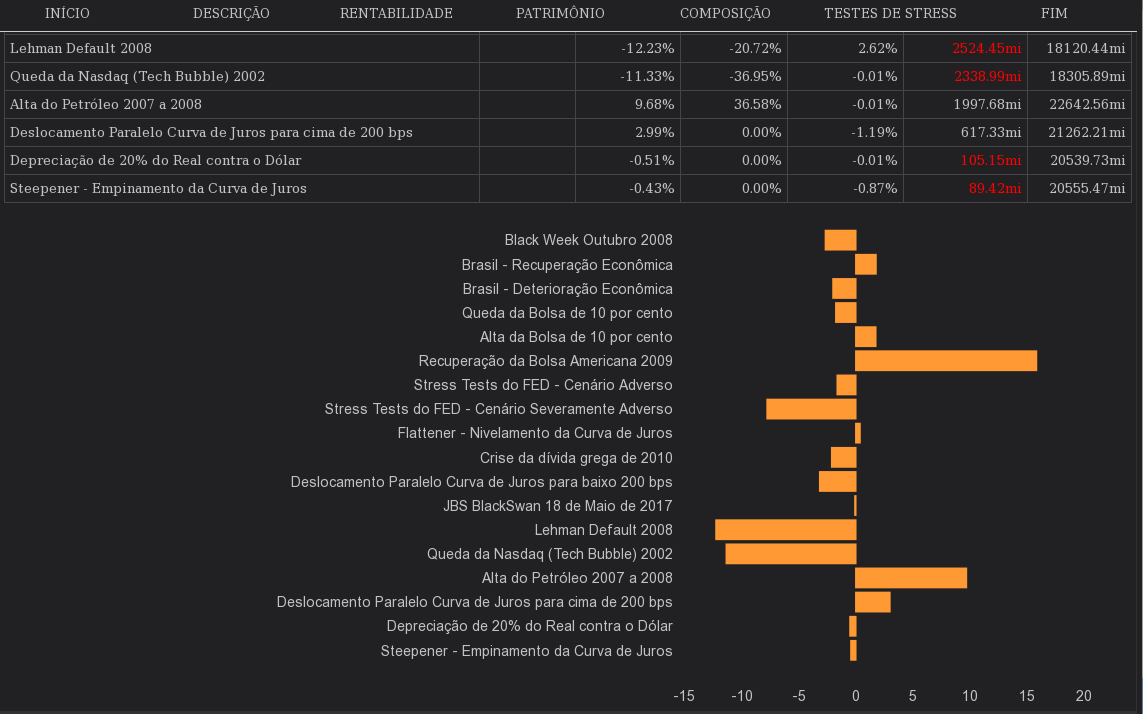 INÍCIO DESCRIÇÃO RENTABILIDADE PATRIMÔNIO COMPOSIÇÃO TESTES DE STRESS FIM
Lehman Default 2008 -12.23% -20.72% 2.62% 2524.45mi 18120.44mi
Queda da Nasdaq (Tech Bubble) 2002 -11.33% -36.95% -0.01% 2338.99mi 18305.89mi
Alta do Petróleo 2007 a 2008 9.68% 36.58% -0.01% 1997.68mi 22642.56mi
Deslocamento Paralelo Curva de Juros para cima de 200 bps 2.99% 0.00% -1.19% 617.33mi 21262.21mi
Depreciação de 20% do Real contra o Dólar -0.51% 0.00% -0.01% 105.15mi 20539.73mi
Steepener - Empinamento da Curva de Juros -0.43% 0.00% -0.87% 89.42mi 20555.47mi
Black Week Outubro 2008
Brasil - Recuperação Econômica
Brasil - Deterioração Econômica
Queda da Bolsa de 10 por cento
Alta da Bolsa de 10 por cento
Recuperação da Bolsa Americana 2009
Stress Tests do FED - Cenário Adverso
Stress Tests do FED - Cenário Severamente Adverso
Flattener - Nivelamento da Curva de Juros
Crise da dívida grega de 2010
Deslocamento Paralelo Curva de Juros para baixo 200 bps
JBS BlackSwan 18 de Maio de 2017
Lehman Default 2008
Queda da Nasdaq (Tech Bubble) 2002
Alta do Petróleo 2007 a 2008
Deslocamento Paralelo Curva de Juros para cima de 200 bps
Depreciação de 20% do Real contra o Dólar
Steepener - Empinamento da Curva de Juros
-15 -10 -5 0 5 10 15 20